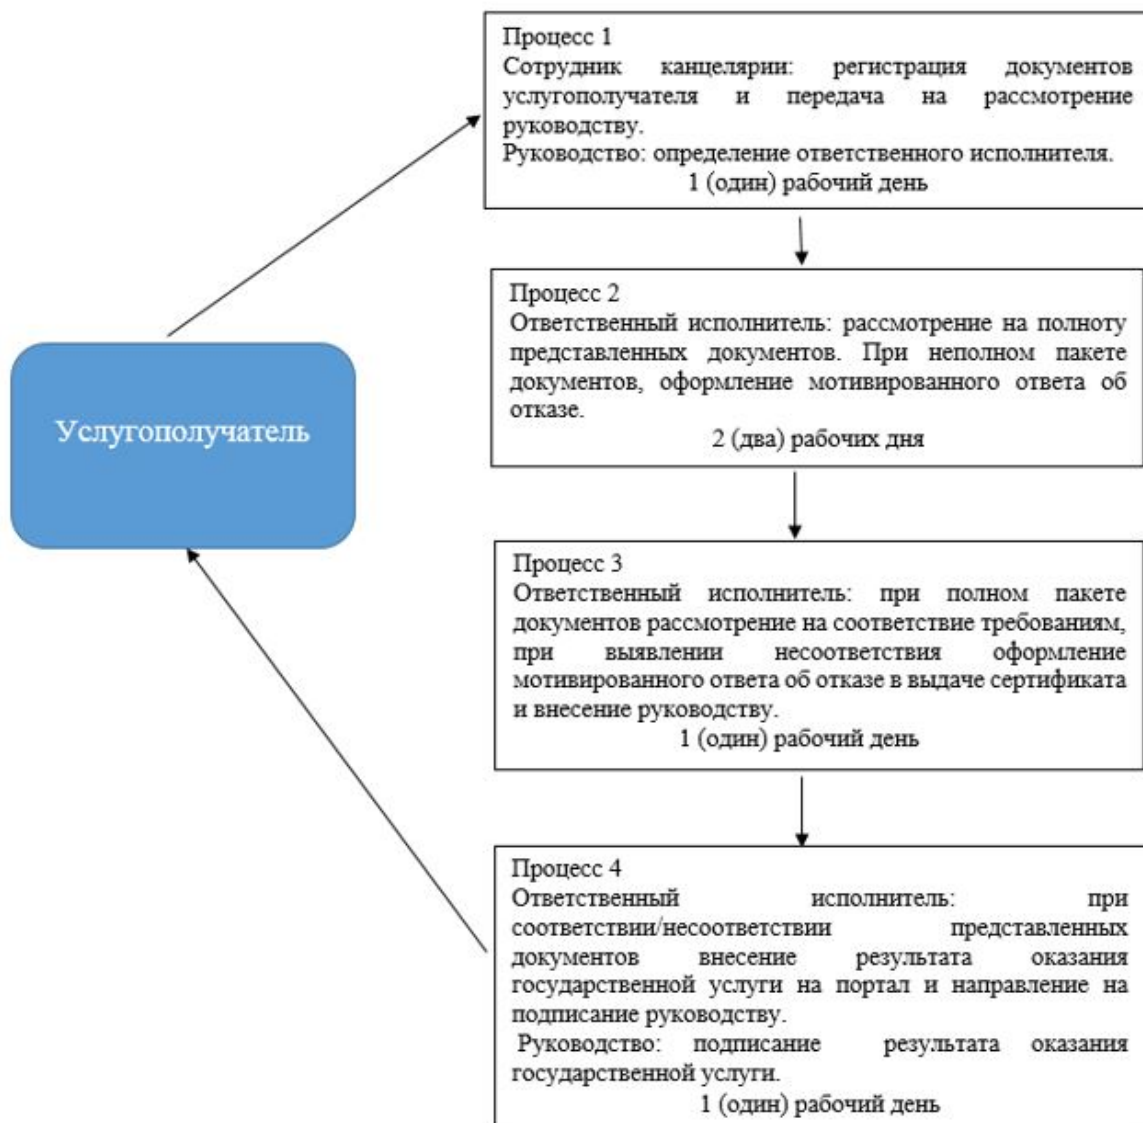 Процесс 1
Сотрудник канцелярии: регистрация документов
услугополучателя и передача на рассмотрение
руководству.
Руководство: определение ответственного исполнителя.
1 (один) рабочий день
Процесс 2
Ответственный исполнитель: рассмотрение на полноту
представленных документов. При неполном пакете
документов, оформление мотивированного ответа об
отказе.
2 (два) рабочих дня
Услугополучатель
Процесс 3
Ответственный исполнитель: при полном пакете
документов рассмотрение на соответствие требованиям,
при выявлении несоответствия оформление
мотивированного ответа об отказе в выдаче сертификата
и внесение руководству.
1 (один) рабочий день
Процесс 4
Ответственный исполнитель: при
соответствии/несоответствии представленных
документов внесение результата оказания
государственной услуги на портал и направление на
подписание руководству.
Руководство: подписание результата оказания
государственной услуги.
1 (один) рабочий день